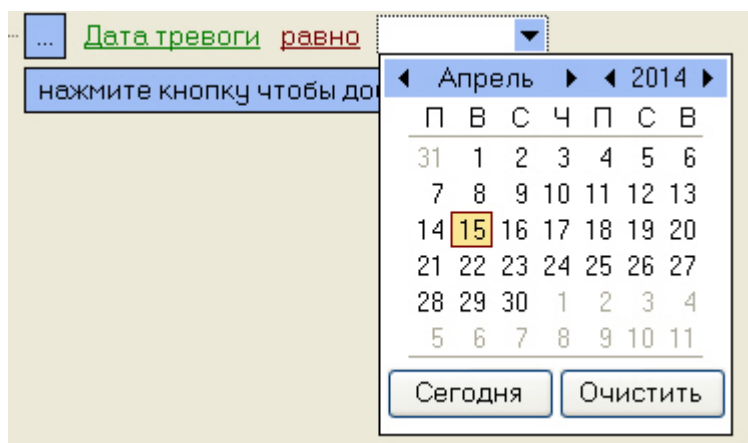 ... Дата тревоги равно
нажмите кнопку чтобы
Апрель 2014
П В С Ч П С В
31 1 2 3 4 5 6
7 8 9 10 11 12 13
14 15 16 17 18 19 20
21 22 23 24 25 26 27
28 29 30 1 2 3 4
5 6 7 8 9 10 11
Сегодня Очистить